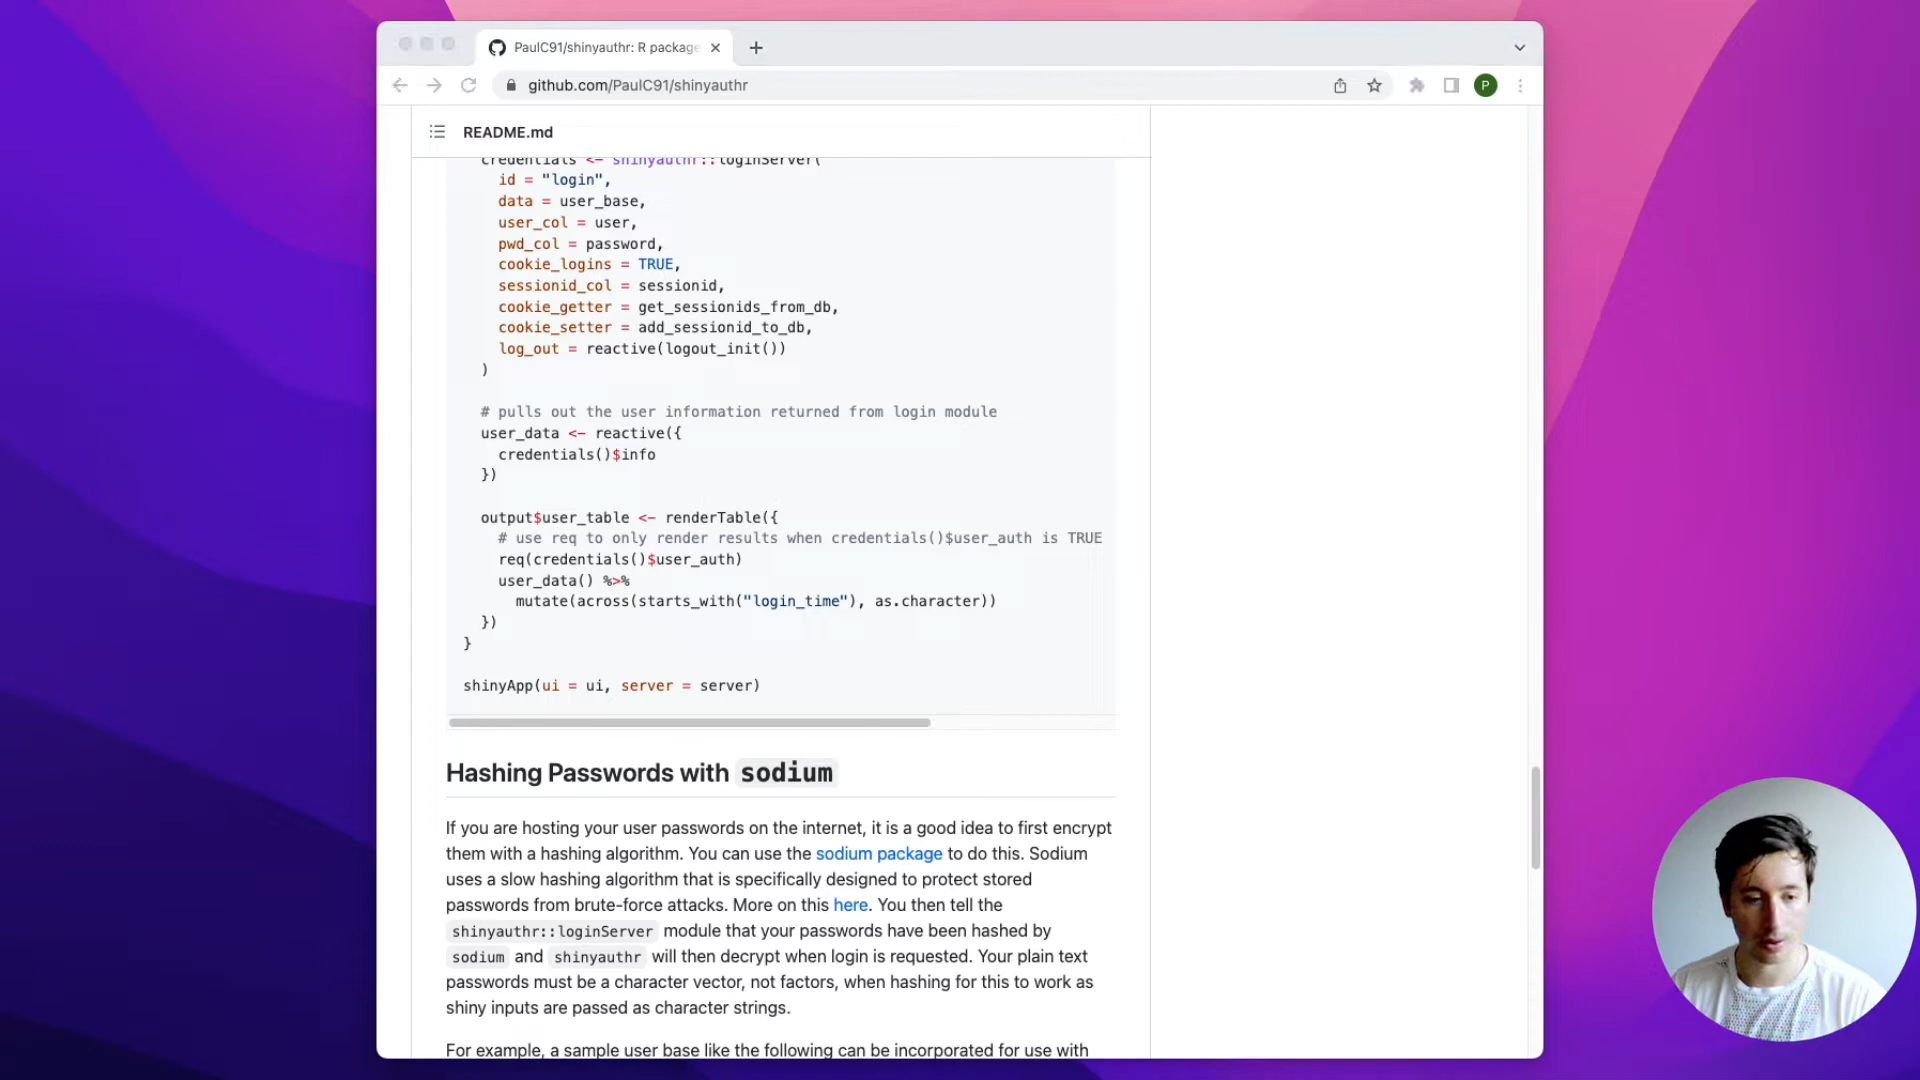 PaulC91/shinyauthr: R package
github.com/PaulC91/shinyauthr
P
README.md
credentials <- shinyauthr::loginServer(
id = "login",
data = user_base,
user_col = user,
pwd_col = password,
cookie_logins = TRUE,
sessionid_col = sessionid,
cookie_getter = get_sessionids_from_db,
cookie_setter = add_sessionid_to_db,
log_out = reactive(logout_init())
)
# pulls out the user information returned from login module
user_data <- reactive({
credentials()$info
})
output$user_table <- renderTable({
# use req to only render results when credentials()$user_auth is TRUE
req(credentials()$user_auth)
user_data() %>%
mutate(across(starts_with("login_time"), as.character))
})
}
shinyApp(ui = ui, server = server)
Hashing Passwords with sodium
If you are hosting your user passwords on the internet, it is a good idea to first encrypt
them with a hashing algorithm. You can use the sodium package to do this. Sodium
uses a slow hashing algorithm that is specifically designed to protect stored
passwords from brute-force attacks. More on this here. You then tell the
shinyauthr::loginServer module that your passwords have been hashed by
sodium and shinyauthr will then decrypt when login is requested. Your plain text
passwords must be a character vector, not factors, when hashing for this to work as
shiny inputs are passed as character strings.
For example, a sample user base like the following can be incorporated for use with